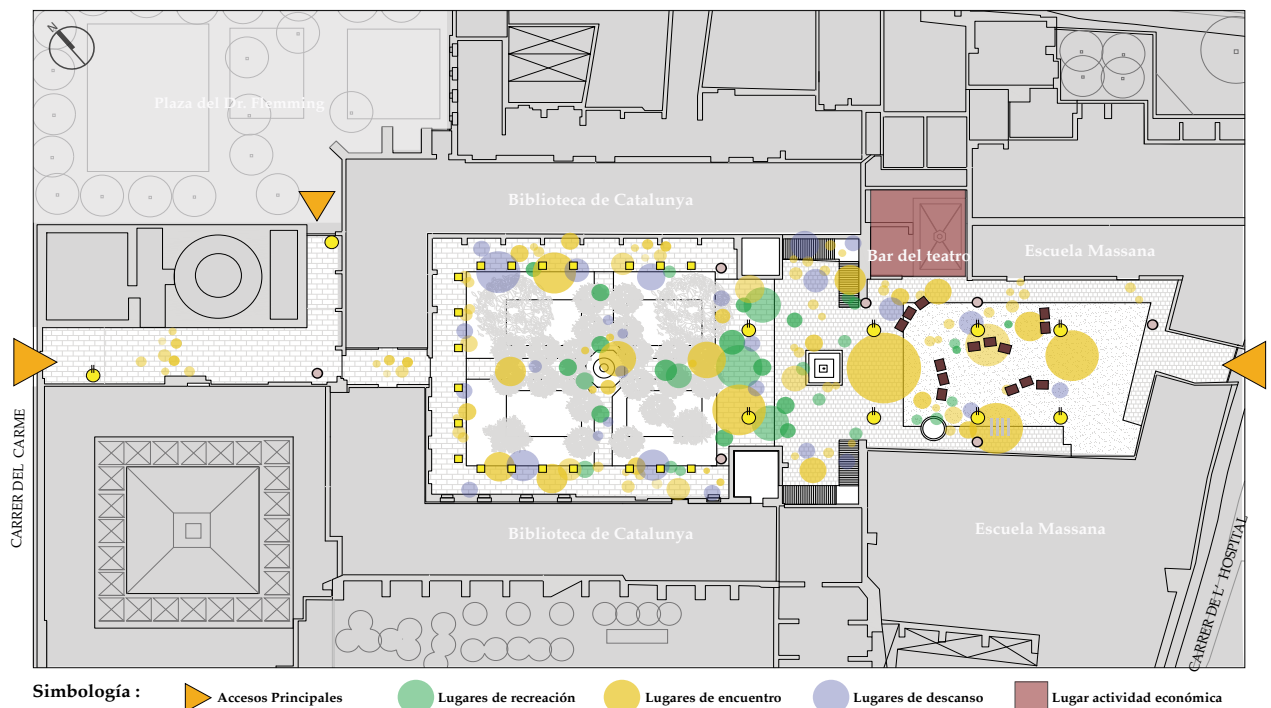 N
Plaza del Dr. Flemming
Biblioteca de Catalunya
Bar del teatro
Escuela Massana
CARRER DEL CARME
Biblioteca de Catalunya
Escuela Massana
CARRER DE L' HOSPITAL
Simbología :
Accesos Principales
Lugares de recreación
Lugares de encuentro
Lugares de descanso
Lugar actividad económica